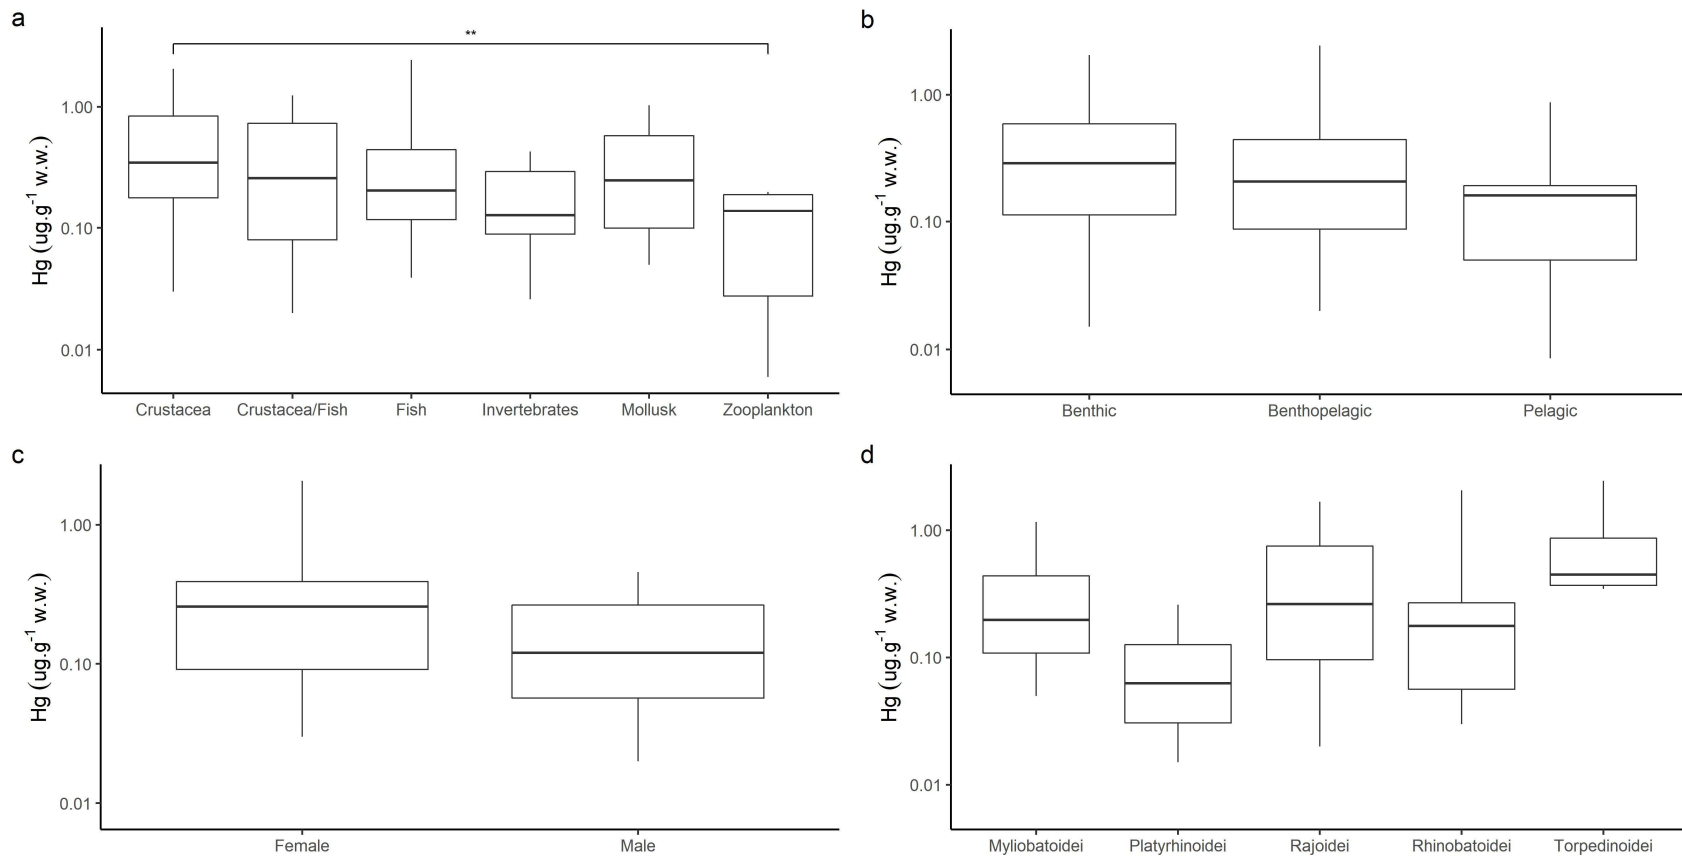 a
**
1.00
0.10
0.01
Hg (ug.g-1 w.w.)
Crustacea Crustacea/Fish Fish Invertebrates Mollusk Zooplankton
b
1.00
0.10
0.01
Hg (ug.g-1 w.w.)
Benthic Benthopelagic Pelagic
c
1.00
0.10
0.01
Hg (ug.g-1 w.w.)
Female Male
d
1.00
0.10
0.01
Hg (ug.g-1 w.w.)
Myliobatoidei Platyrhinoidei Rajoidei Rhinobatoidei Torpedinoidei